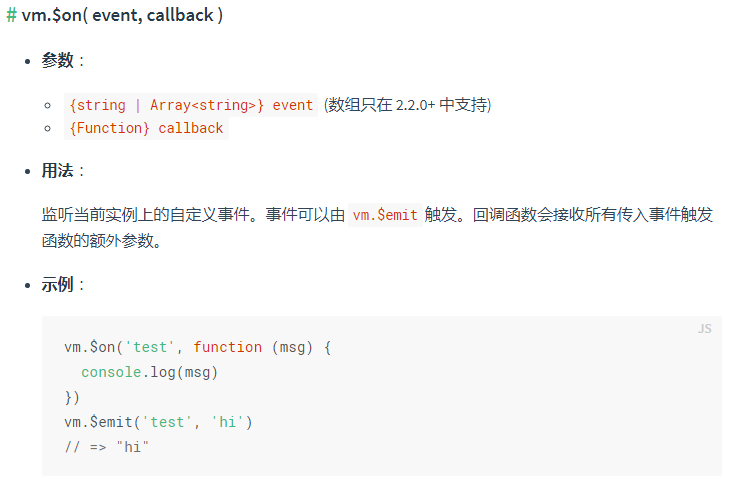 # vm.$on( event, callback )
参数：
{string | Array<string>} event (数组只在 2.2.0+ 中支持)
{Function} callback
用法：
监听当前实例上的自定义事件。事件可以由 vm.$emit 触发。回调函数会接收所有传入事件触发
函数的额外参数。
示例：
JS
vm.$on('test', function (msg) {
  console.log(msg)
})
vm.$emit('test', 'hi')
// => "hi"